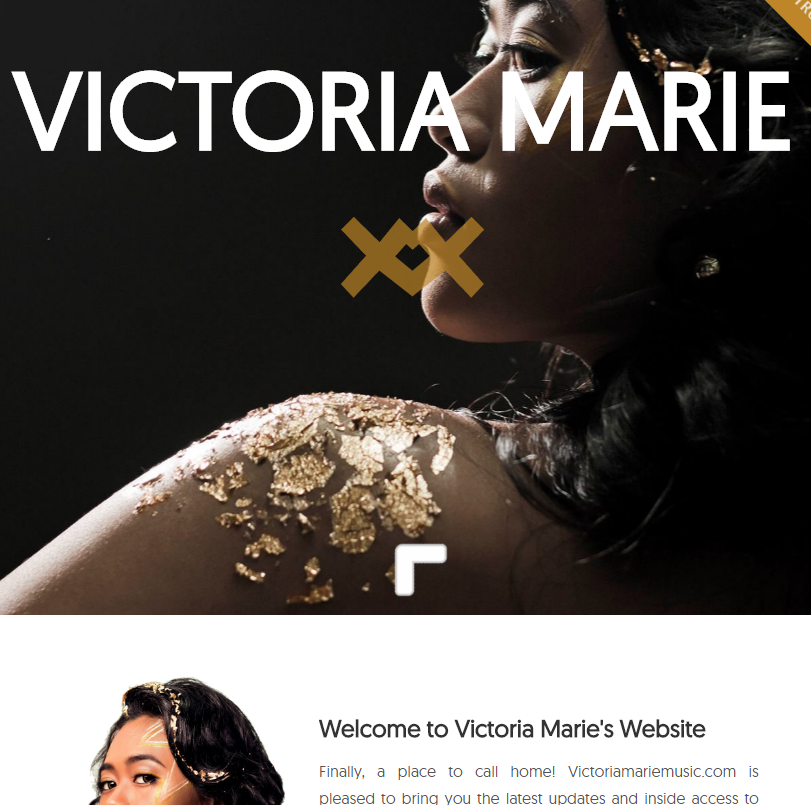 VICTORIA MARIE
Welcome to Victoria Marie's Website
Finally, a place to call home! Victoriamariemusic.com is
pleased to bring you the latest updates and inside access to